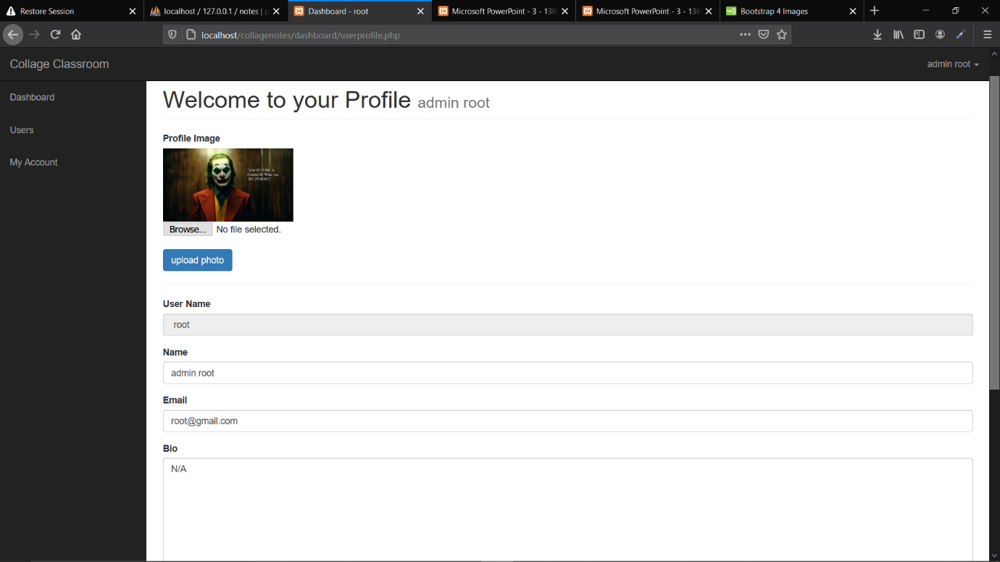 Restore Session
localhost / 127.0.0.1 / notes | p
Dashboard - root
Microsoft PowerPoint - 3 - 136
Microsoft PowerPoint - 3 - 136
Bootstrap 4 Images
localhost/collagenotes/dashboard/userprofile.php
Collage Classroom
admin root
Dashboard
Users
My Account
Welcome to your Profile admin root
Profile Image
"your FUTURE is
Created By What you
DO {TODAY}"
Browse... No file selected.
upload photo
User Name
root
Name
admin root
Email
root@gmail.com
Bio
N/A